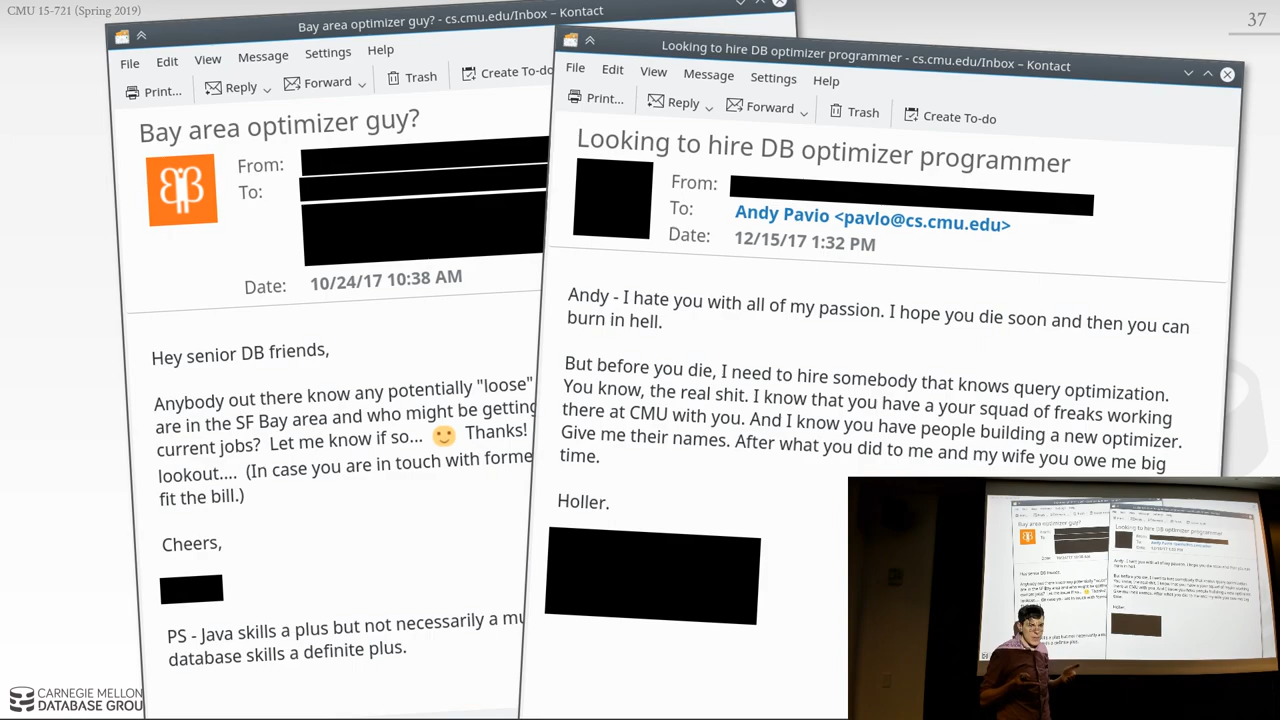 CMU 15-721 (Spring 2019)
37
Bay area optimizer guy? - cs.cmu.edu/Inbox – Kontact
File Edit View Message Settings Help
Print... Reply Forward Trash Create To-do
Bay area optimizer guy?
From:
To:
Date: 10/24/17 10:38 AM
Hey senior DB friends,
Anybody out there know any potentially "loose"
are in the SF Bay area and who might be getting
current jobs? Let me know if so... 🙂 Thanks!
lookout.... (In case you are in touch with forme
fit the bill.)
Cheers,
PS - Java skills a plus but not necessarily a mu
database skills a definite plus.
Looking to hire DB optimizer programmer - cs.cmu.edu/Inbox – Kontact
File Edit View Message Settings Help
Print... Reply Forward Trash Create To-do
Looking to hire DB optimizer programmer
From:
To: Andy Pavio <pavlo@cs.cmu.edu>
Date: 12/15/17 1:32 PM
Andy - I hate you with all of my passion. I hope you die soon and then you can
burn in hell.
But before you die, I need to hire somebody that knows query optimization.
You know, the real shit. I know that you have a your squad of freaks working
there at CMU with you. And I know you have people building a new optimizer.
Give me their names. After what you did to me and my wife you owe me big
time.
Holler.
CARNEGIE MELLON
DATABASE GROU